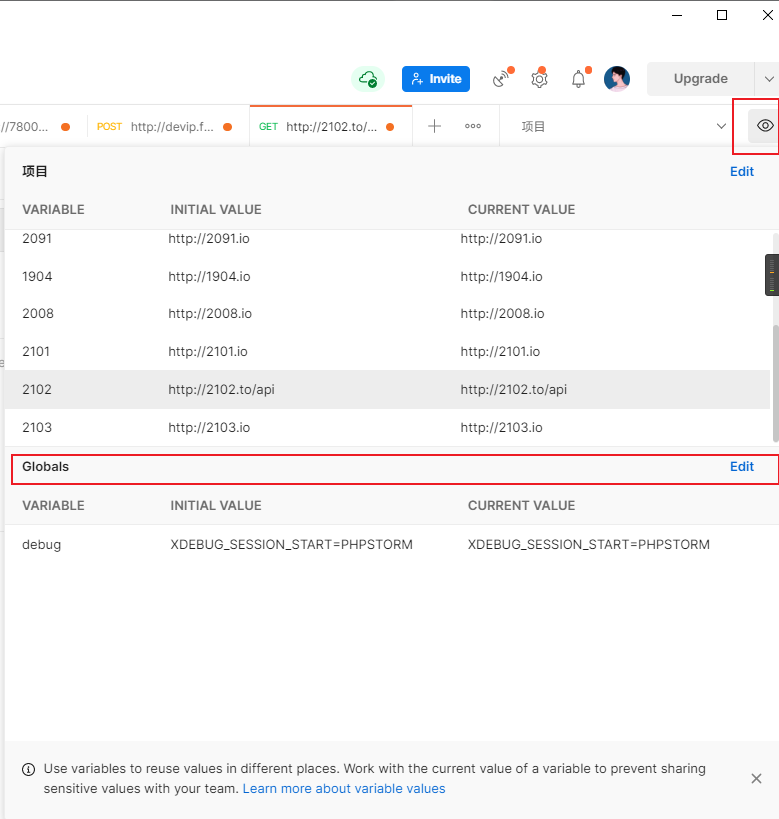 Invite
Upgrade
//7800... POST http://devip.f... GET http://2102.to/... 项目
项目 Edit
VARIABLE INITIAL VALUE CURRENT VALUE
2091 http://2091.io http://2091.io
1904 http://1904.io http://1904.io
2008 http://2008.io http://2008.io
2101 http://2101.io http://2101.io
2102 http://2102.to/api http://2102.to/api
2103 http://2103.io http://2103.io
Globals Edit
VARIABLE INITIAL VALUE CURRENT VALUE
debug XDEBUG_SESSION_START=PHPSTORM XDEBUG_SESSION_START=PHPSTORM
Use variables to reuse values in different places. Work with the current value of a variable to prevent sharing
sensitive values with your team. Learn more about variable values